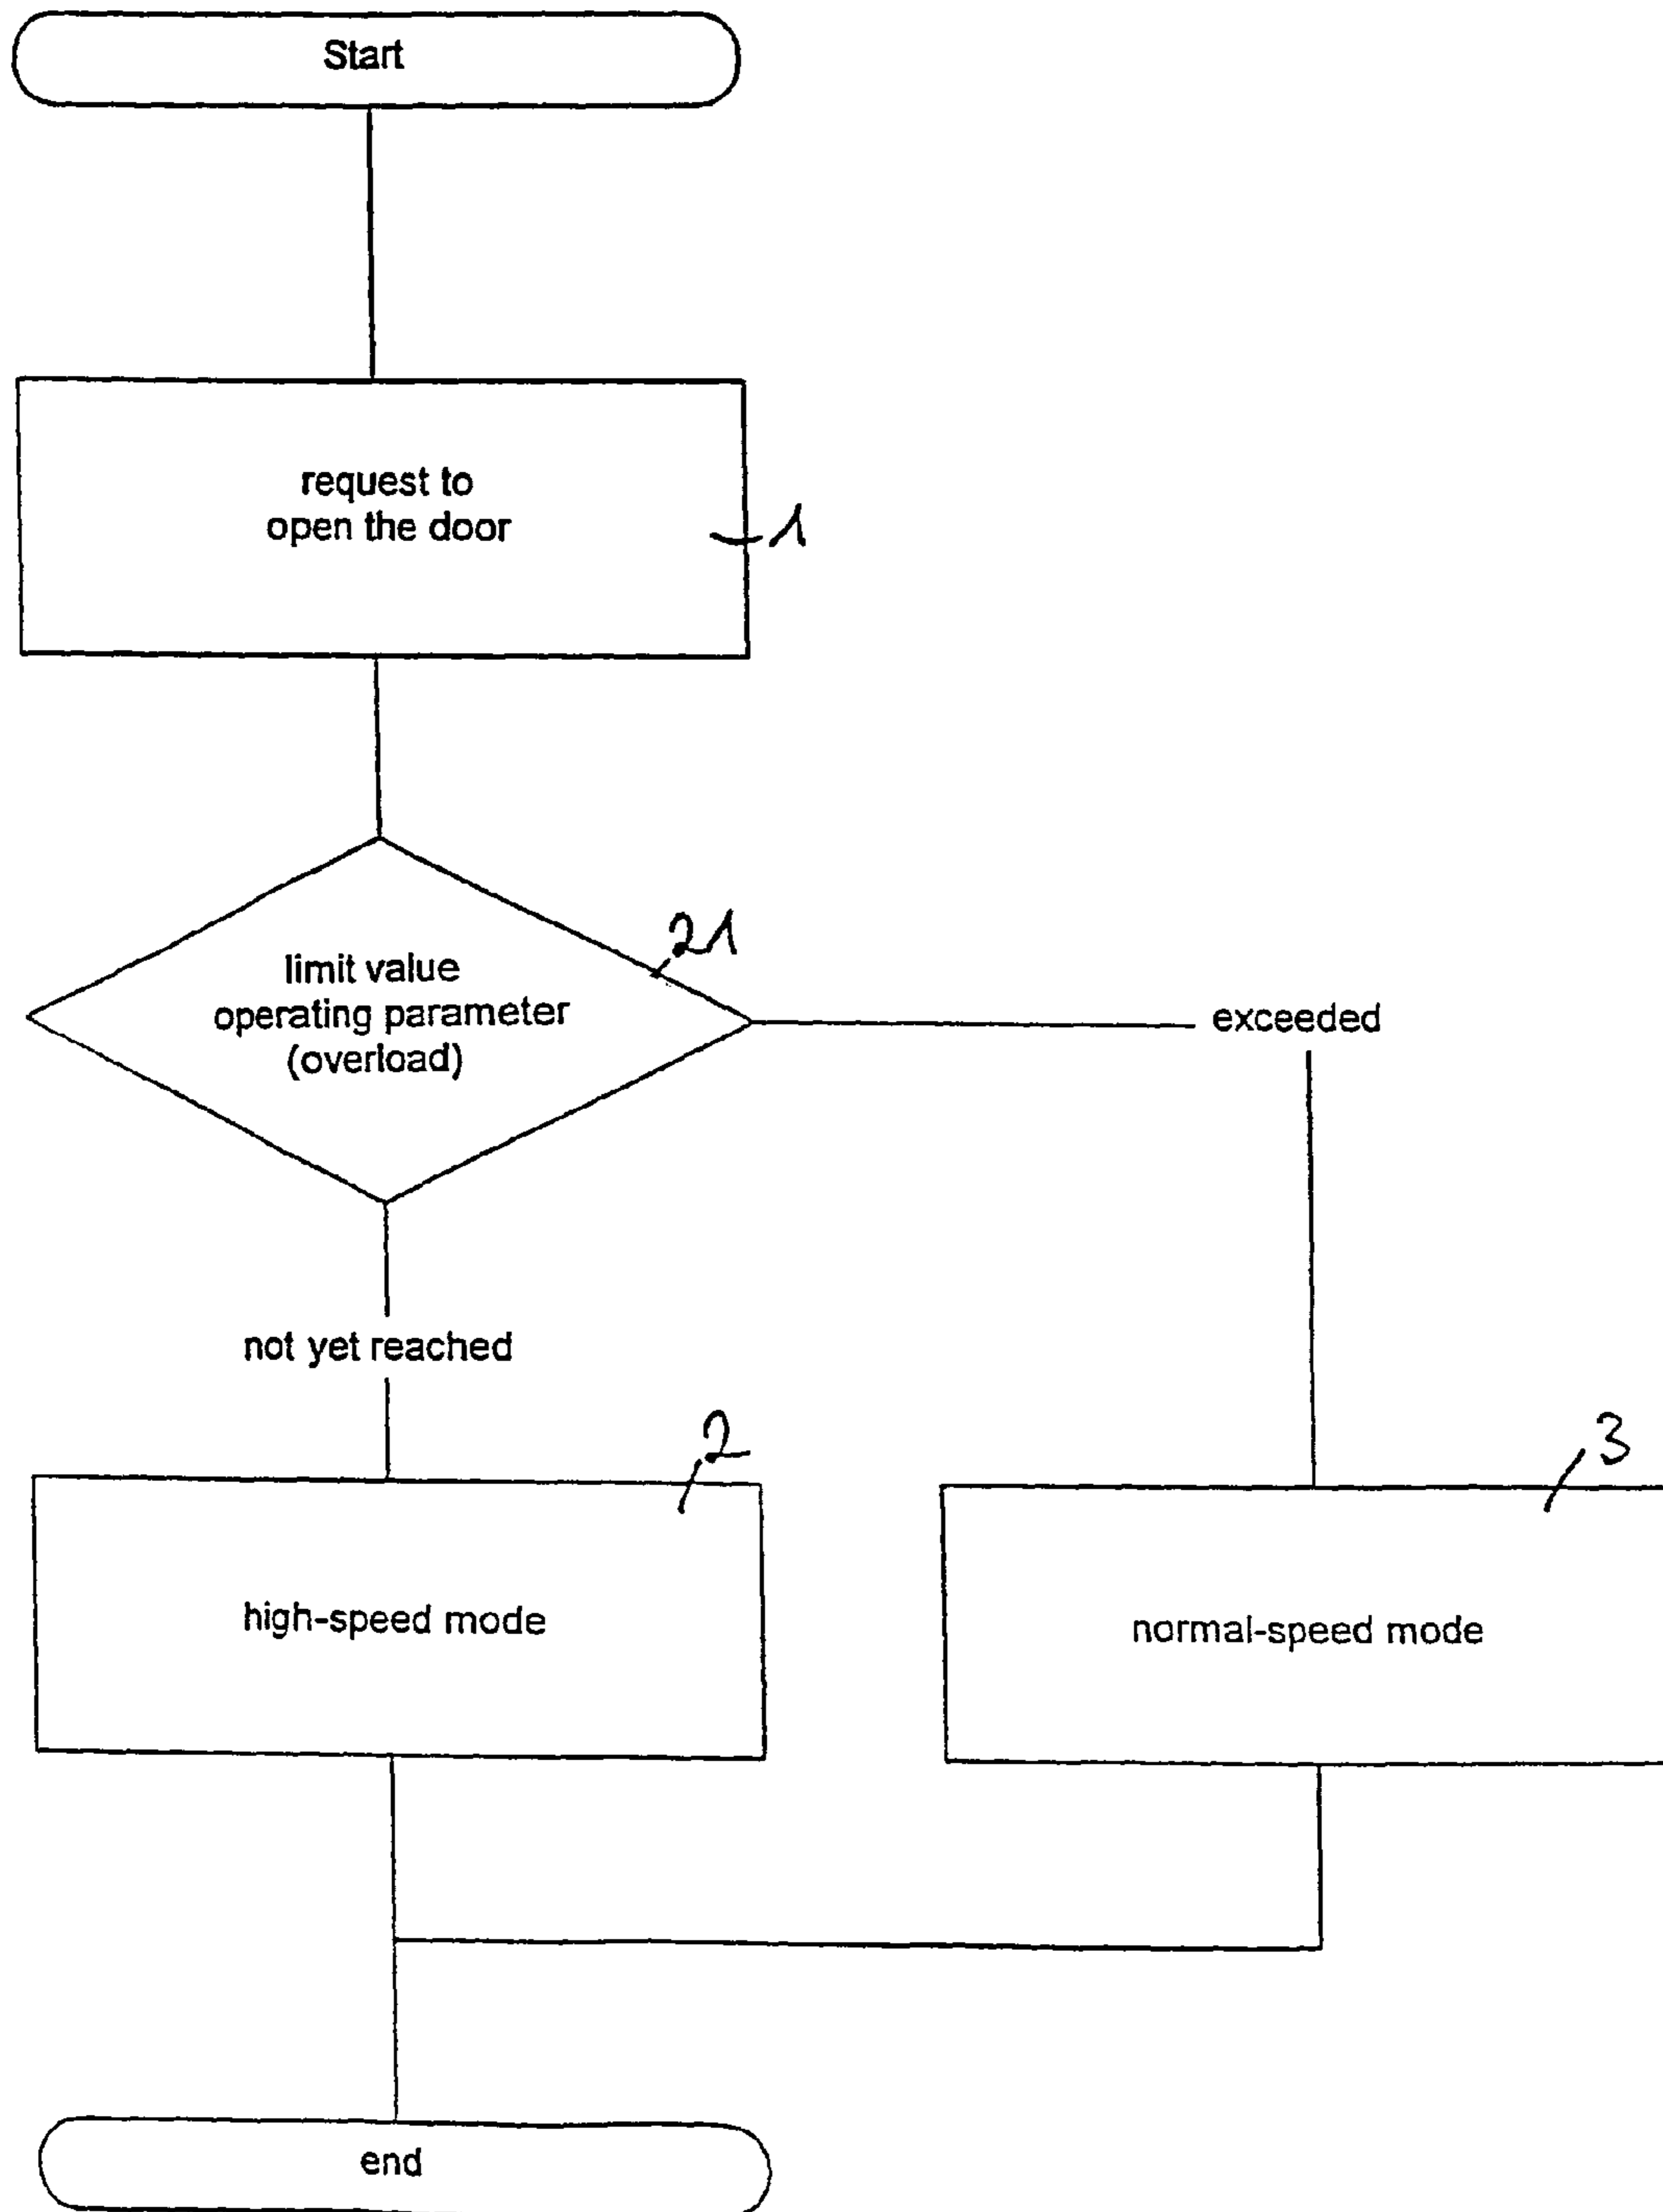 Start
request to
open the door
1
21
limit value
operating parameter
(overload)
exceeded
not yet reached
2
3
high-speed mode
normal-speed mode
end